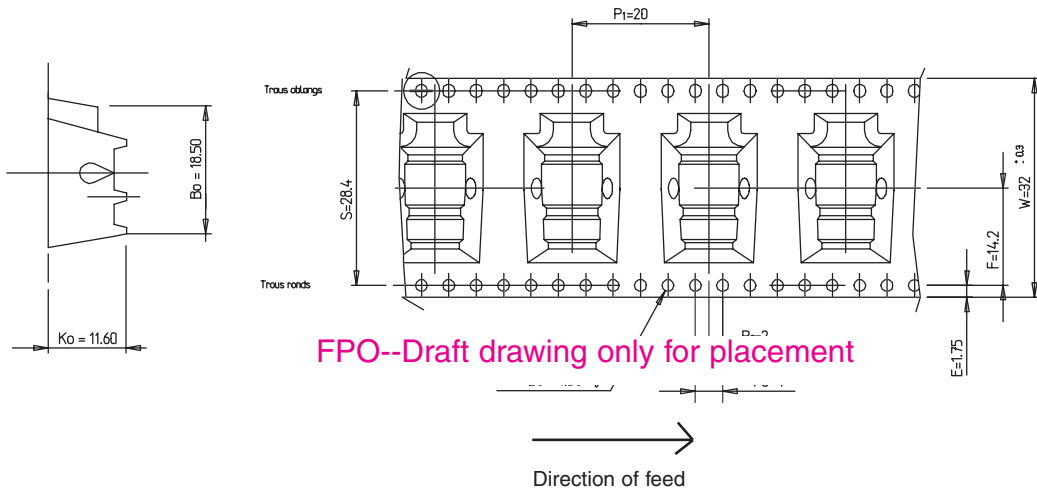 P1=20
Trous oblongs
Bo = 18.50
S=28.4
W=32 ± 0.3
F=14.2
Trous ronds
Ko = 11.60
E=1.75
FPO--Draft drawing only for placement
Direction of feed